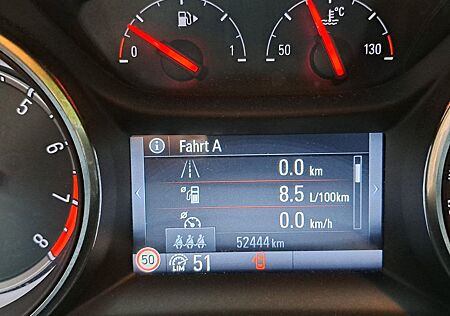 0 1
50 °C 130
5
6
7
8
i Fahrt A
0.0 km
Ø 8.5 L/100km
Ø 0.0 km/h
52444 km
50 LIM 51